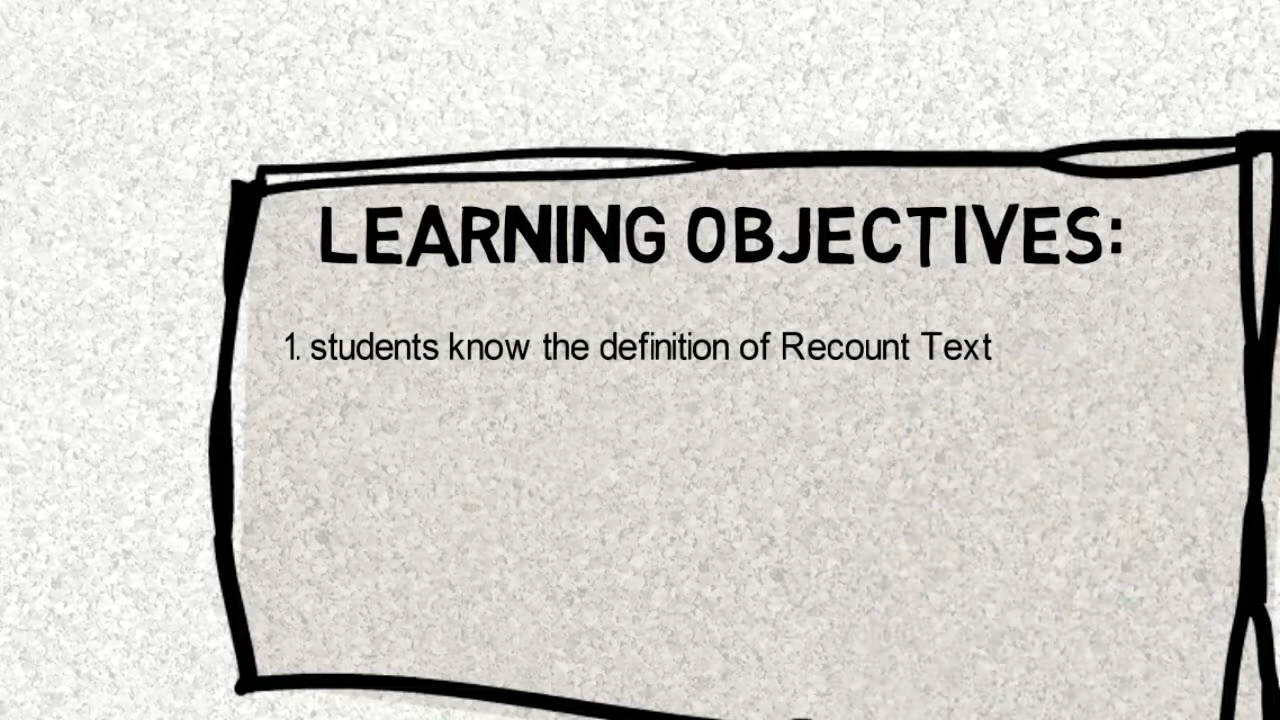 LEARNING OBJECTIVES:
1. students know the definition of Recount Text